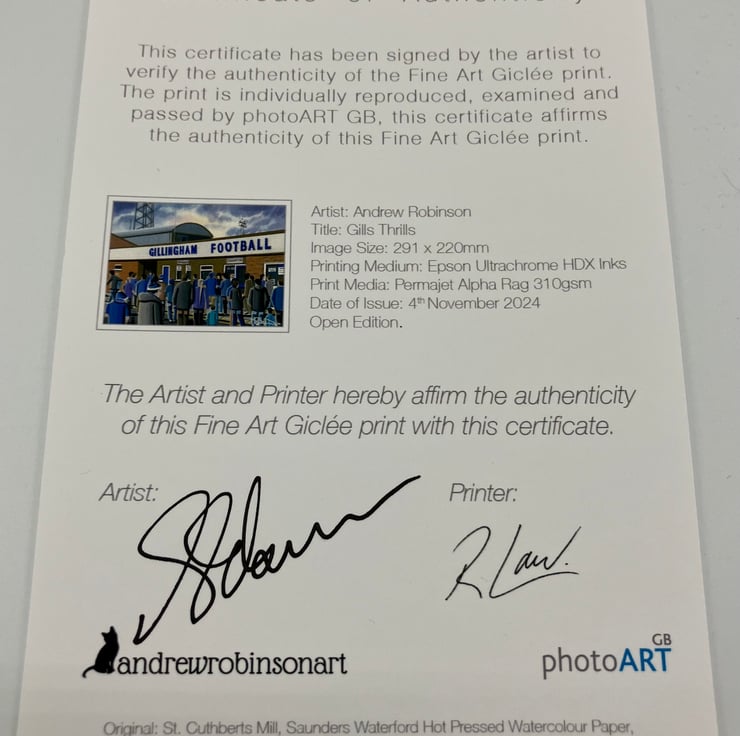 Certificate of Authenticity
This certificate has been signed by the artist to
verify the authenticity of the Fine Art Giclée print.
The print is individually reproduced, examined and
passed by photoART GB, this certificate affirms
the authenticity of this Fine Art Giclée print.
GILLINGHAM FOOTBALL
Artist: Andrew Robinson
Title: Gills Thrills
Image Size: 291 x 220mm
Printing Medium: Epson Ultrachrome HDX Inks
Print Media: Permajet Alpha Rag 310gsm
Date of Issue: 4th November 2024
Open Edition.
The Artist and Printer hereby affirm the authenticity
of this Fine Art Giclée print with this certificate.
Artist:
Printer:
R Law.
andrewrobinsonart
photoART GB
Original: St. Cuthberts Mill, Saunders Waterford Hot Pressed Watercolour Paper,